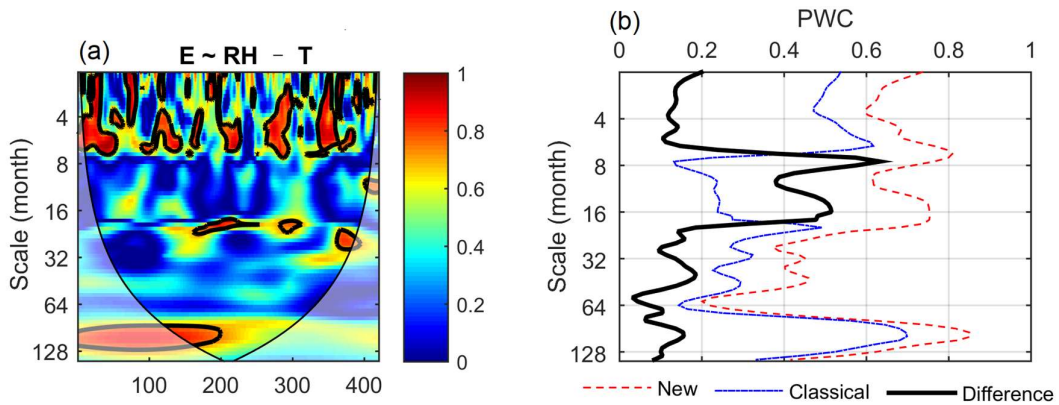 (a)
E ~ RH - T
Scale (month)
4
8
16
32
64
128
100 200 300 400
1
0.8
0.6
0.4
0.2
0
(b)
PWC
0 0.2 0.4 0.6 0.8 1
Scale (month)
4
8
16
32
64
128
New Classical Difference